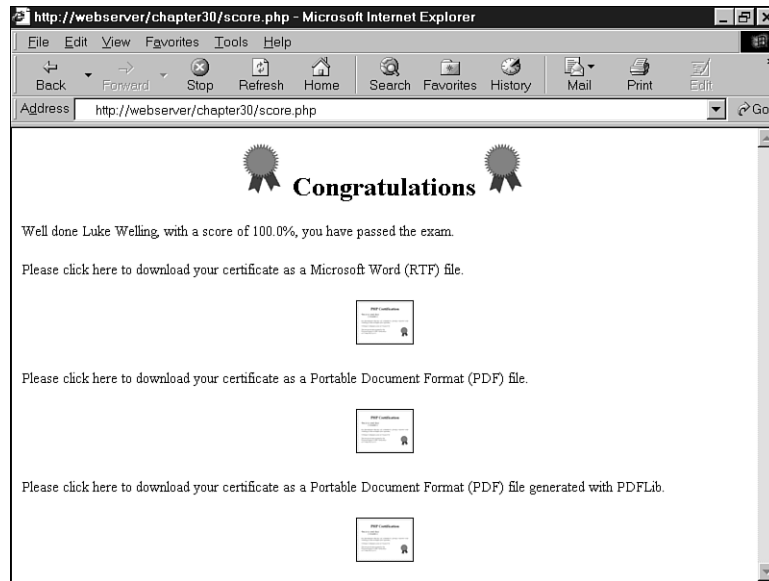 http://webserver/chapter30/score.php - Microsoft Internet Explorer
File Edit View Favorites Tools Help
Back Forward Stop Refresh Home Search Favorites History Mail Print Edit
Address http://webserver/chapter30/score.php Go
Congratulations
Well done Luke Welling, with a score of 100.0%, you have passed the exam.
Please click here to download your certificate as a Microsoft Word (RTF) file.
PHP Certification
Please click here to download your certificate as a Portable Document Format (PDF) file.
PHP Certification
Please click here to download your certificate as a Portable Document Format (PDF) file generated with PDFLib.
PHP Certification